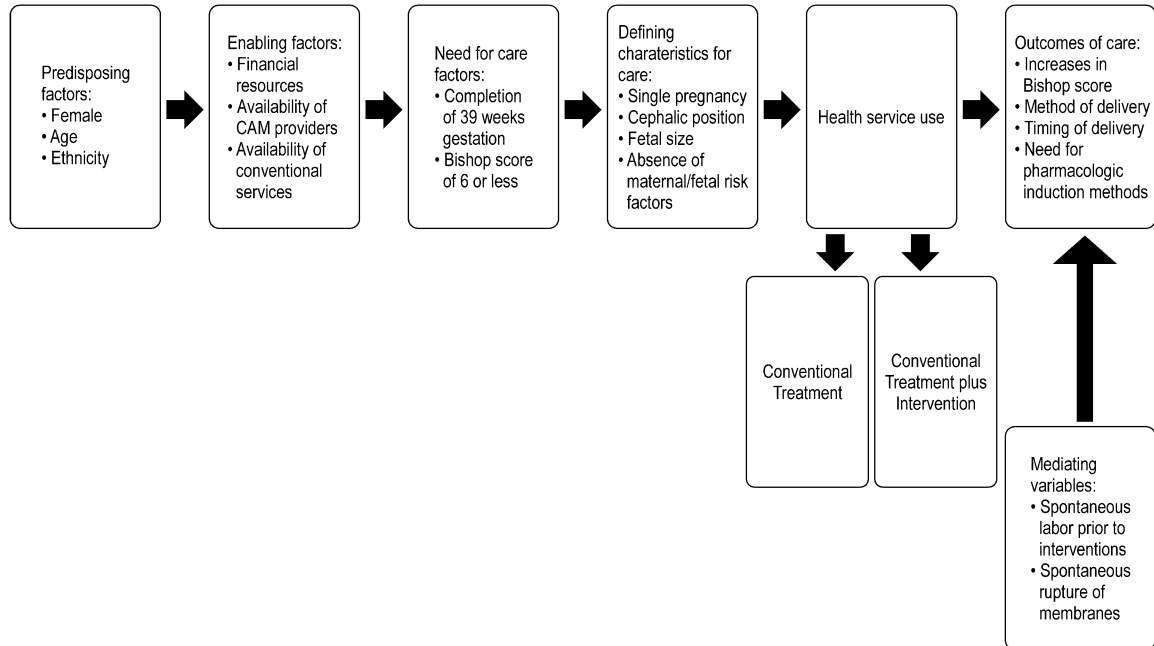 Predisposing
factors:
• Female
• Age
• Ethnicity
Enabling factors:
• Financial
resources
• Availability of
CAM providers
• Availability of
conventional
services
Need for care
factors:
• Completion
of 39 weeks
gestation
• Bishop score
of 6 or less
Defining
charateristics for
care:
• Single pregnancy
• Cephalic position
• Fetal size
• Absence of
maternal/fetal risk
factors
Health service use
Outcomes of care:
• Increases in
Bishop score
• Method of delivery
• Timing of delivery
• Need for
pharmacologic
induction methods
Conventional
Treatment
Conventional
Treatment plus
Intervention
Mediating
variables:
• Spontaneous
labor prior to
interventions
• Spontaneous
rupture of
membranes